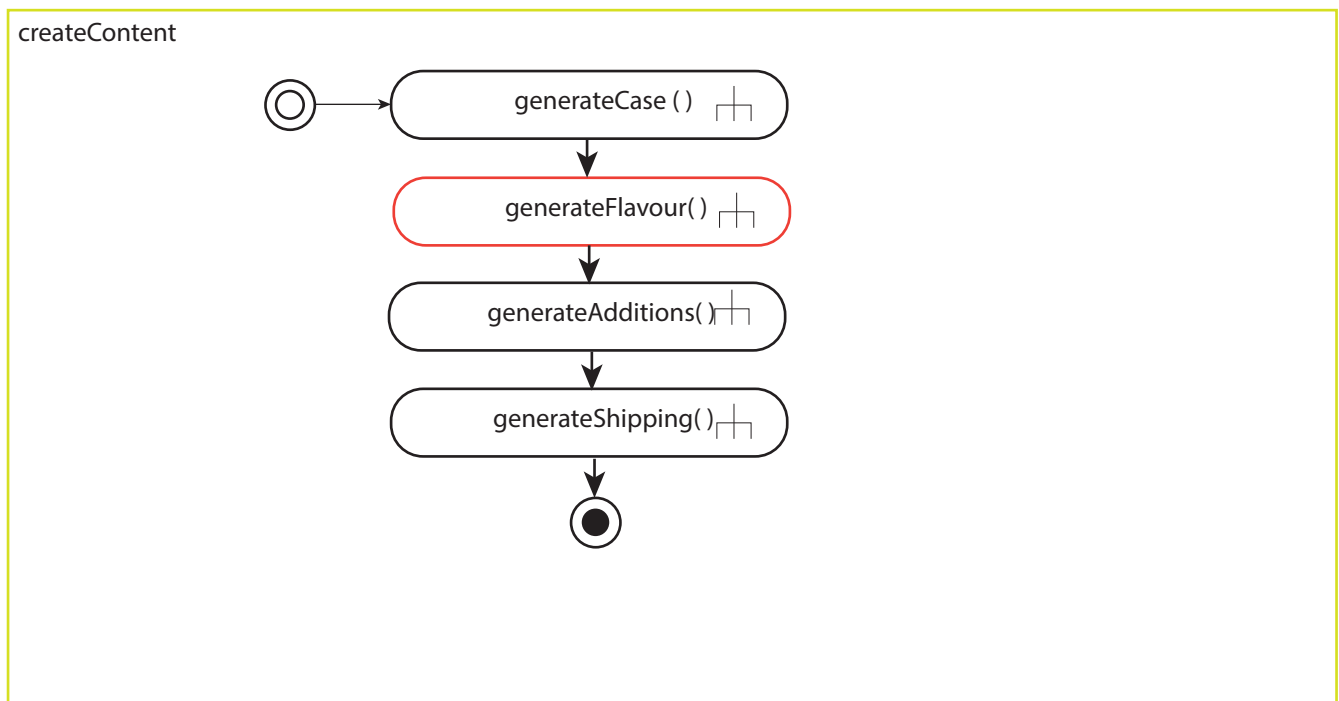 createContent
generateCase ( )
generateFlavour( )
generateAdditions( )
generateShipping( )